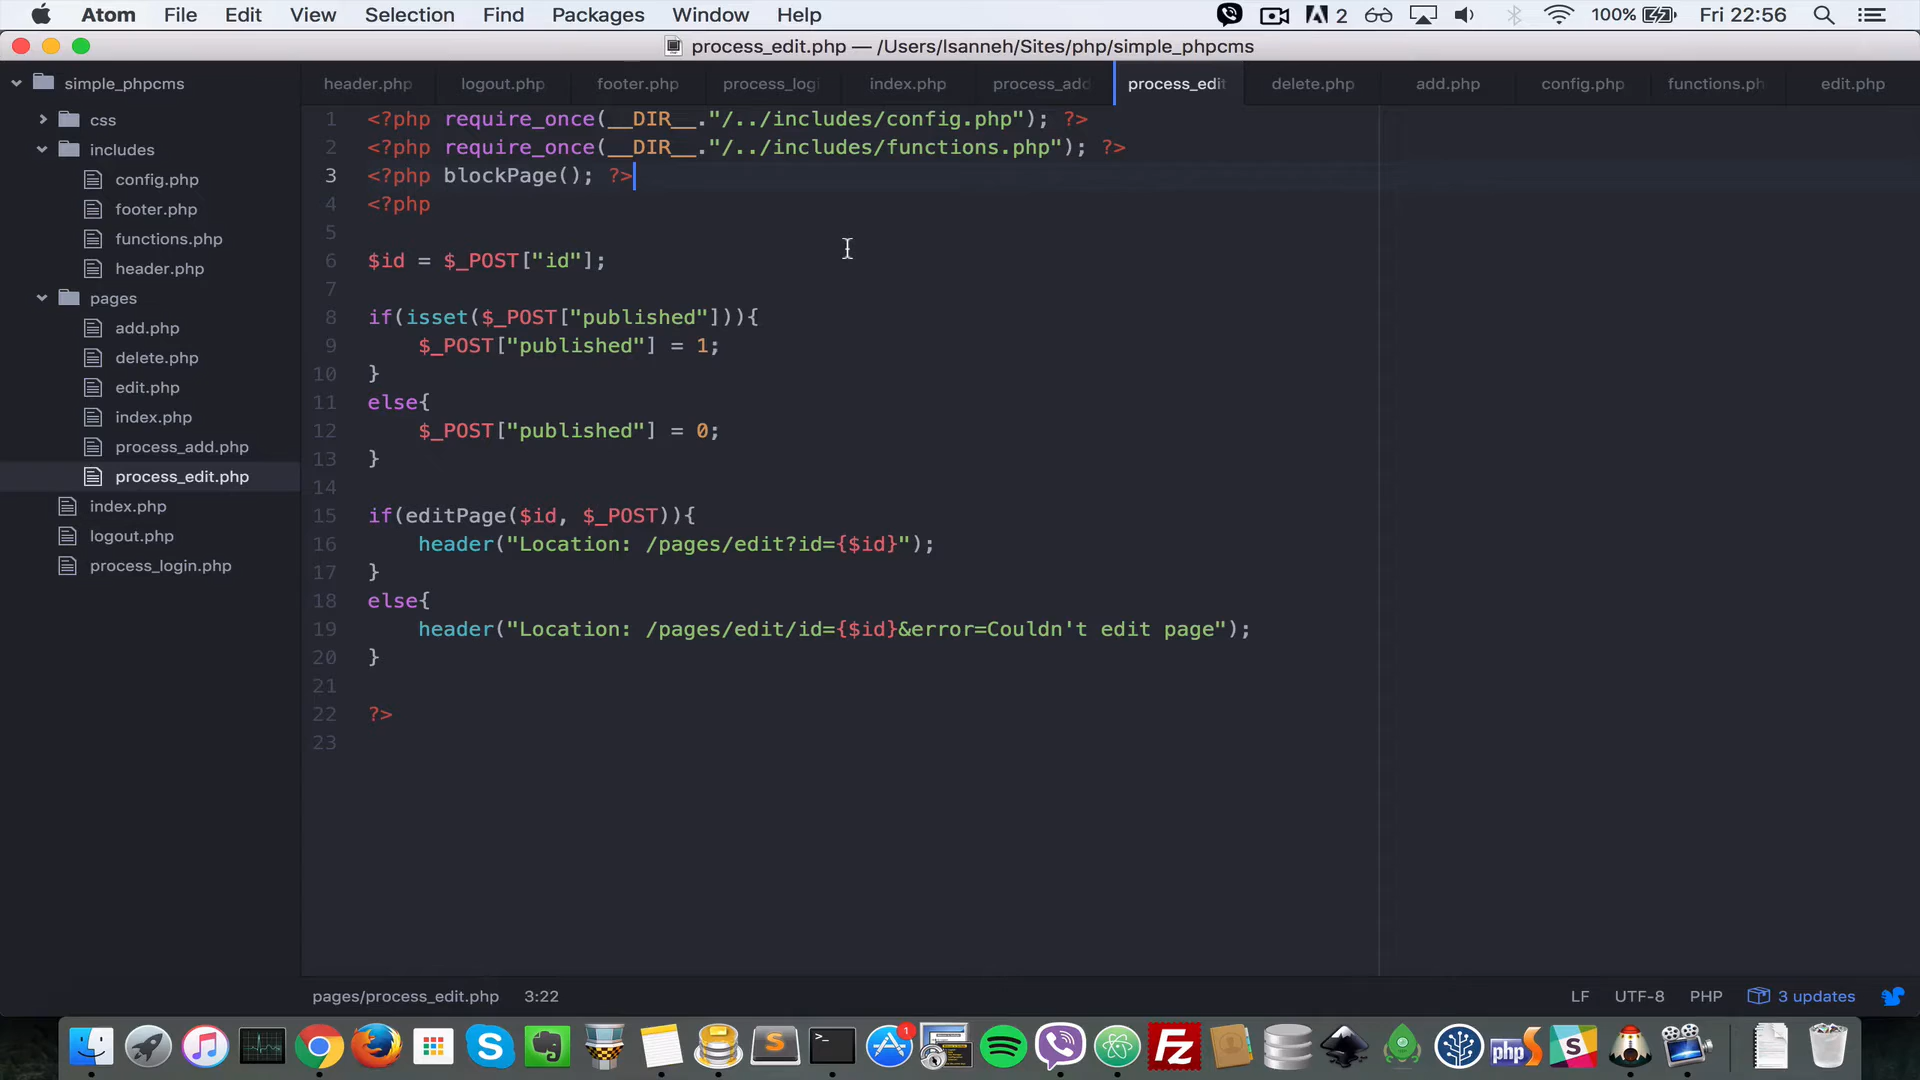 Atom File Edit View Selection Find Packages Window Help 2 100% Fri 22:56
process_edit.php — /Users/lsanneh/Sites/php/simple_phpcms
simple_phpcms
css
includes
config.php
footer.php
functions.php
header.php
pages
add.php
delete.php
edit.php
index.php
process_add.php
process_edit.php
index.php
logout.php
process_login.php
header.php logout.php footer.php process_logi index.php process_add process_edit delete.php add.php config.php functions.ph edit.php
1 <?php require_once(__DIR__."/../includes/config.php"); ?>
2 <?php require_once(__DIR__."/../includes/functions.php"); ?>
3 <?php blockPage(); ?>
4 <?php
5
6 $id = $_POST["id"];
7
8 if(isset($_POST["published"])){
9 $_POST["published"] = 1;
10 }
11 else{
12 $_POST["published"] = 0;
13 }
14
15 if(editPage($id, $_POST)){
16 header("Location: /pages/edit?id={$id}");
17 }
18 else{
19 header("Location: /pages/edit/id={$id}&error=Couldn't edit page");
20 }
21
22 ?>
23
pages/process_edit.php 3:22 LF UTF-8 PHP 3 updates
1
php